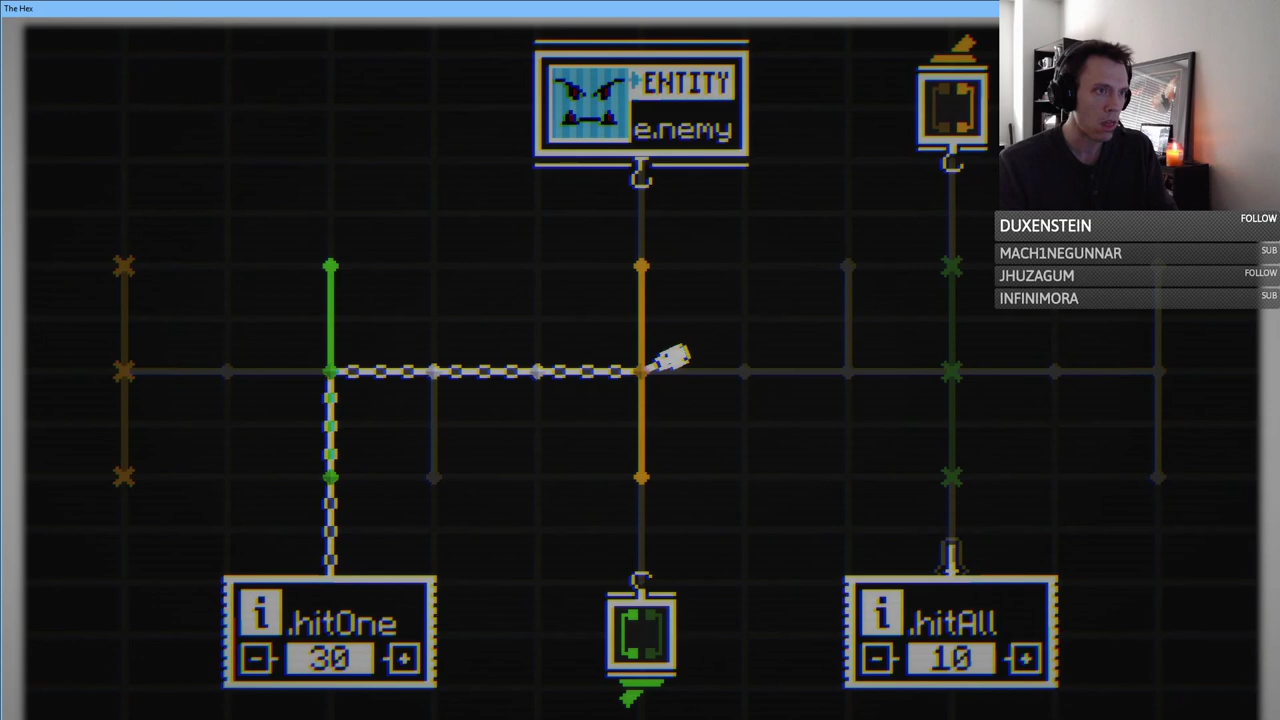 The Hex
ENTITY
e.nemy
DUXENSTEIN FOLLOW
MACH1NEGUNNAR SUB
JHUZAGUM FOLLOW
INFINIMORA SUB
i .hitOne
- 30 +
i .hitAll
- 10 +